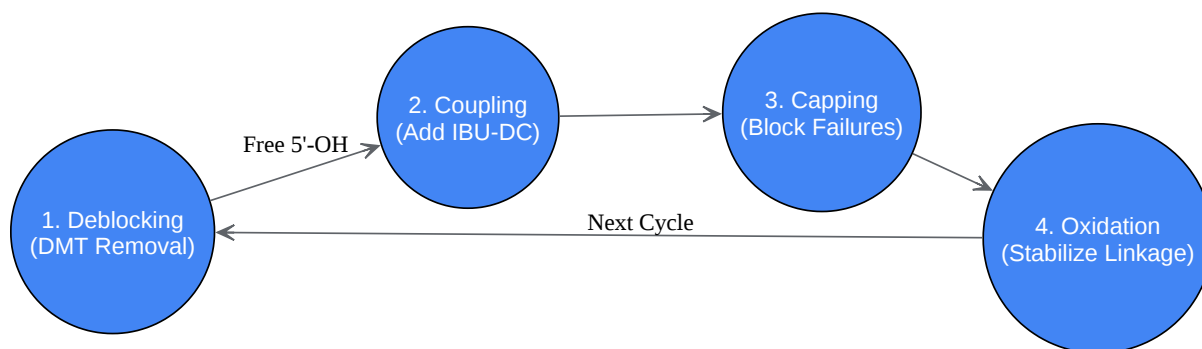 1. Deblocking
(DMT Removal)
Free 5'-OH
2. Coupling
(Add IBU-DC)
3. Capping
(Block Failures)
4. Oxidation
(Stabilize Linkage)
Next Cycle